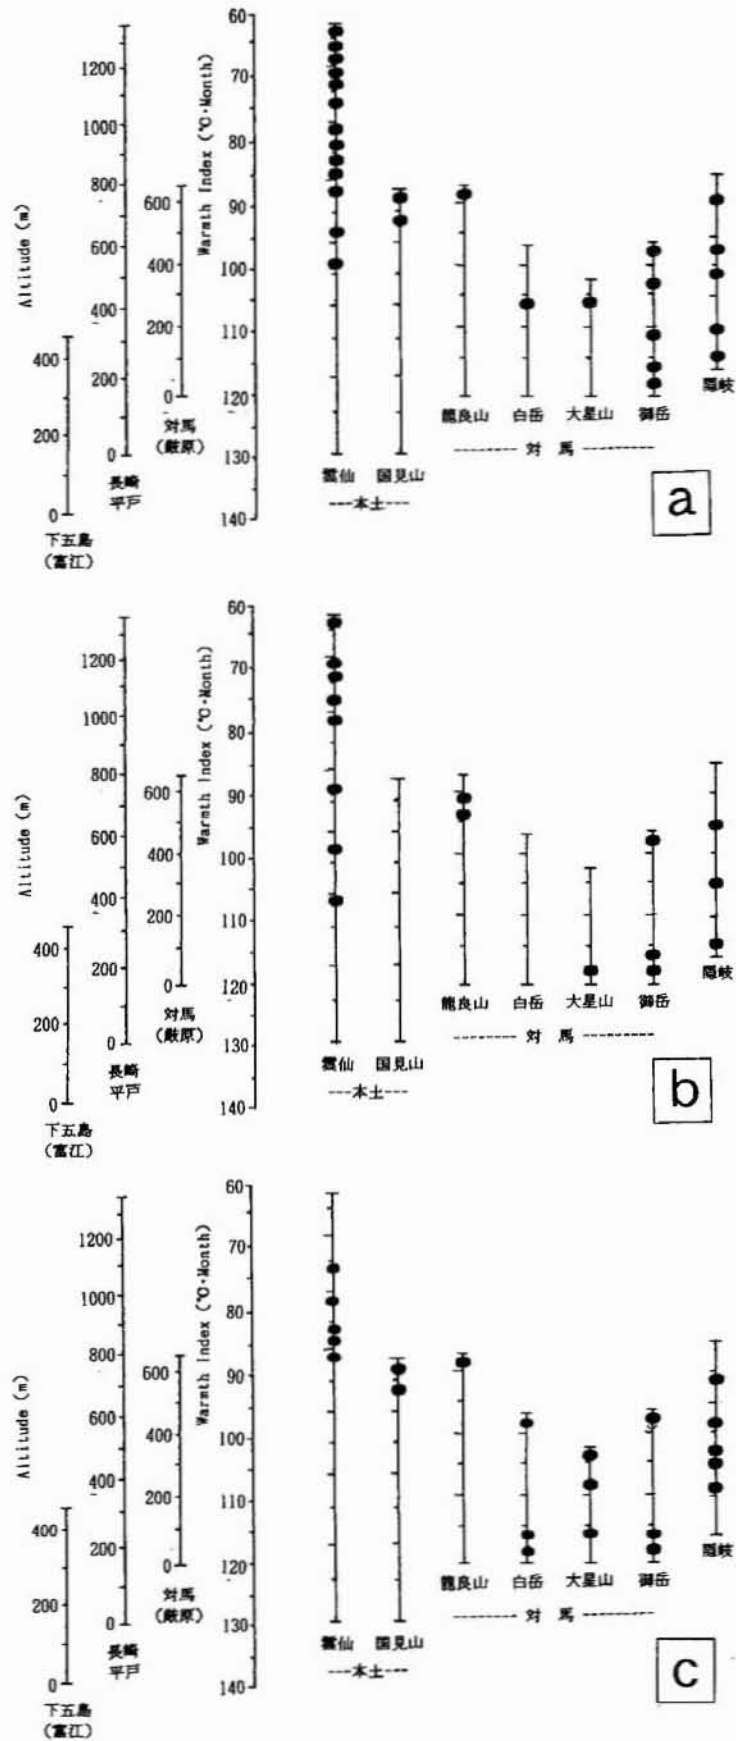 60
70
80
90
100
110
120
130
140
Warmth Index (°C·Month)
Altitude (m)
1200
1000
800
600
400
200
0
600
400
200
0
400
200
0
対馬
(厳原)
長崎
平戸
下五島
(富江)
雲仙
国見山
---本土---
龍良山
白岳
大星山
御岳
------- 対 馬 -------
隠岐
a
60
70
80
90
100
110
120
130
140
Warmth Index (°C·Month)
Altitude (m)
1200
1000
800
600
400
200
0
600
400
200
0
400
200
0
対馬
(厳原)
長崎
平戸
下五島
(富江)
雲仙
国見山
---本土---
龍良山
白岳
大星山
御岳
------- 対 馬 -------
隠岐
b
60
70
80
90
100
110
120
130
140
Warmth Index (°C·Month)
Altitude (m)
1200
1000
800
600
400
200
0
600
400
200
0
400
200
0
対馬
(厳原)
長崎
平戸
下五島
(富江)
雲仙
国見山
---本土---
龍良山
白岳
大星山
御岳
------- 対 馬 -------
隠岐
c